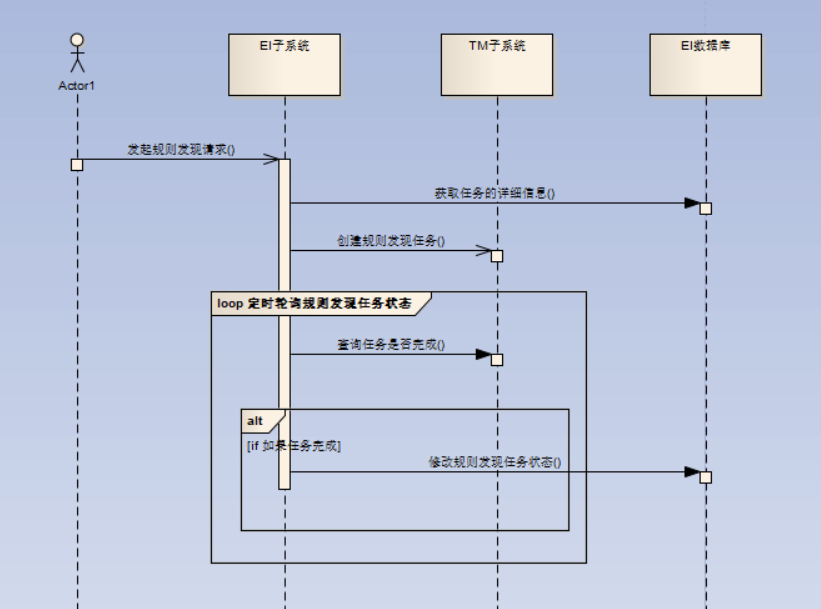 EI子系统
TM子系统
EI数据库
Actor1
发起规则发现请求()
获取任务的详细信息()
创建规则发现任务()
loop 定时轮询规则发现任务状态
查询任务是否完成()
alt
[if 如果任务完成]
修改规则发现任务状态()